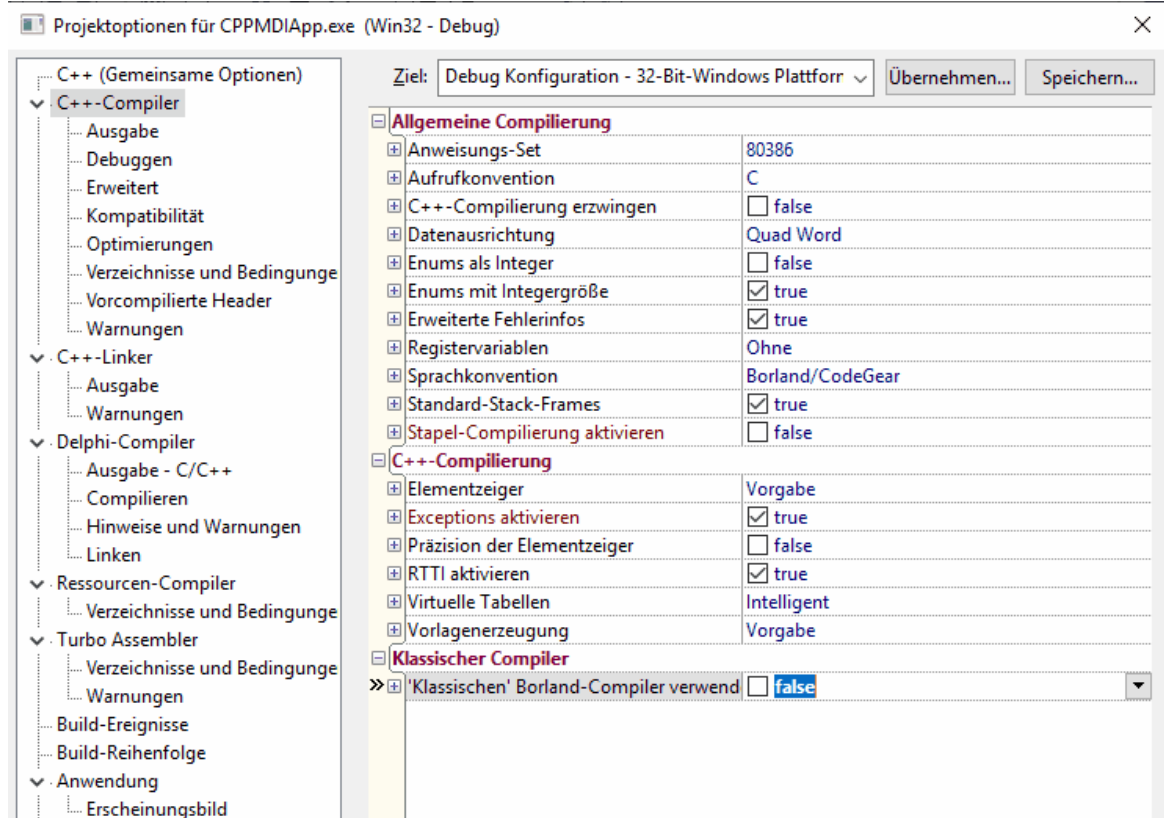 Projektoptionen für CPPMDIApp.exe (Win32 - Debug)
C++ (Gemeinsame Optionen)
C++-Compiler
Ausgabe
Debuggen
Erweitert
Kompatibilität
Optimierungen
Verzeichnisse und Bedingunge
Vorcompilierte Header
Warnungen
C++-Linker
Ausgabe
Warnungen
Delphi-Compiler
Ausgabe - C/C++
Compilieren
Hinweise und Warnungen
Linken
Ressourcen-Compiler
Verzeichnisse und Bedingunge
Turbo Assembler
Verzeichnisse und Bedingunge
Warnungen
Build-Ereignisse
Build-Reihenfolge
Anwendung
Erscheinungsbild
Ziel: Debug Konfiguration - 32-Bit-Windows Plattforr Übernehmen... Speichern...
Allgemeine Compilierung
Anweisungs-Set 80386
Aufrufkonvention C
C++-Compilierung erzwingen false
Datenausrichtung Quad Word
Enums als Integer false
Enums mit Integergröße true
Erweiterte Fehlerinfos true
Registervariablen Ohne
Sprachkonvention Borland/CodeGear
Standard-Stack-Frames true
Stapel-Compilierung aktivieren false
C++-Compilierung
Elementzeiger Vorgabe
Exceptions aktivieren true
Präzision der Elementzeiger false
RTTI aktivieren true
Virtuelle Tabellen Intelligent
Vorlagenerzeugung Vorgabe
Klassischer Compiler
'Klassischen' Borland-Compiler verwend false